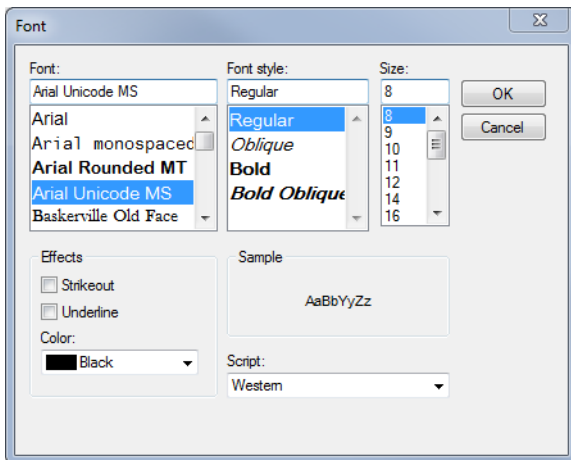 Font
Font:
Arial Unicode MS
Arial
Arial monospaced
Arial Rounded MT
Arial Unicode MS
Baskerville Old Face
Font style:
Regular
Regular
Oblique
Bold
Bold Oblique
Size:
8
8
9
10
11
12
14
16
OK
Cancel
Effects
Strikeout
Underline
Color:
Black
Sample
AaBbYyZz
Script:
Western